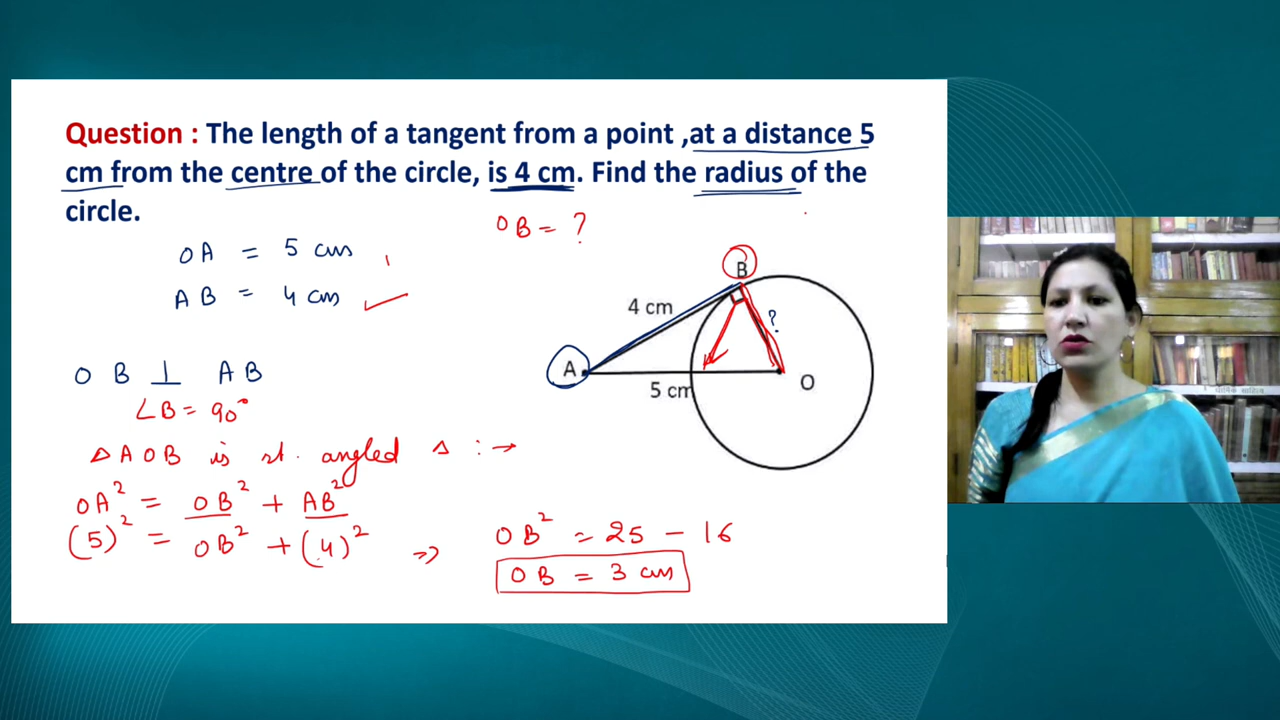 Question : The length of a tangent from a point ,at a distance 5
cm from the centre of the circle, is 4 cm. Find the radius of the
circle.
OB = ?
OA = 5 cm
AB = 4 cm
B
4 cm
?
A
5 cm
O
OB ⊥ AB
∠B = 90°
△AOB is rt. angled △ :→
OA² = OB² + AB²
(5)² = OB² + (4)² ⇒
OB² = 25 - 16
OB = 3 cm